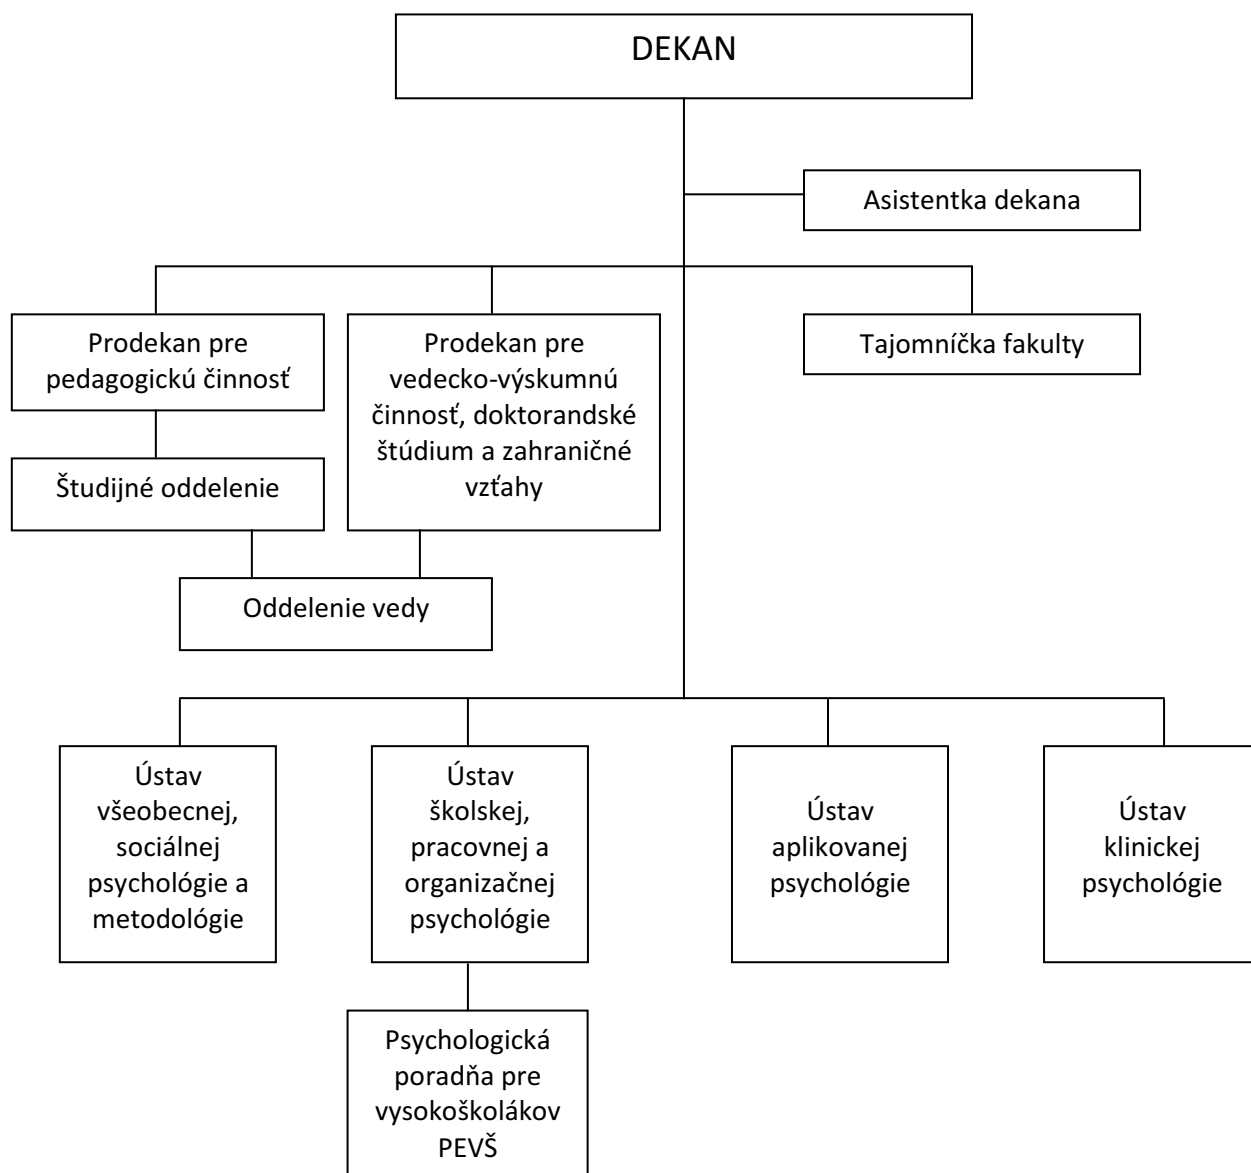 DEKAN
Asistentka dekana
Prodekan pre
pedagogickú činnosť
Prodekan pre
vedecko-výskumnú
činnosť, doktorandské
štúdium a zahraničné
vzťahy
Tajomníčka fakulty
Študijné oddelenie
Oddelenie vedy
Ústav
všeobecnej,
sociálnej
psychológie a
metodológie
Ústav
školskej,
pracovnej a
organizačnej
psychológie
Ústav
aplikovanej
psychológie
Ústav
klinickej
psychológie
Psychologická
poradňa pre
vysokoškolákov
PEVŠ